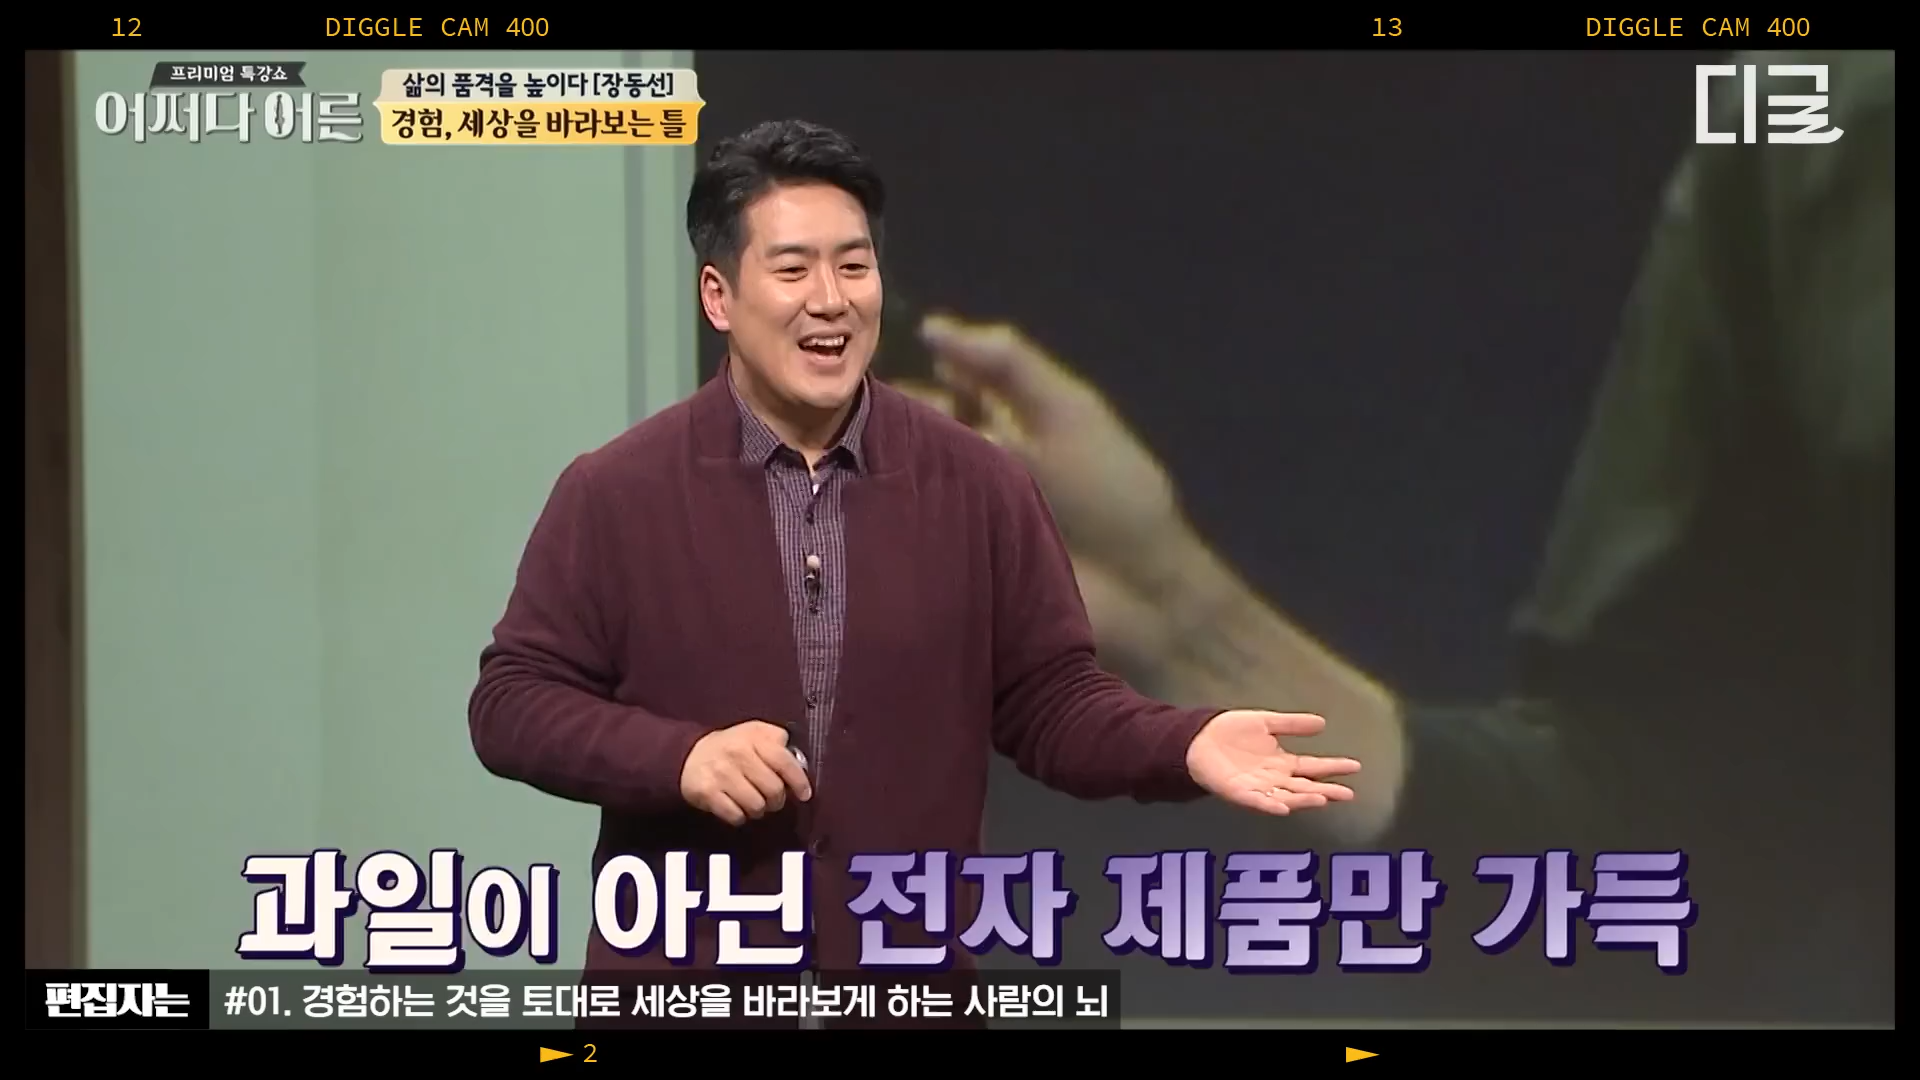 12
DIGGLE CAM 400
13
DIGGLE CAM 400
프리미엄 특강쇼
어쩌다 어른
삶의 품격을 높이다 [장동선]
경험, 세상을 바라보는 틀
디글
과일이 아닌 전자 제품만 가득
편집자는
#01. 경험하는 것을 토대로 세상을 바라보게 하는 사람의 뇌
2